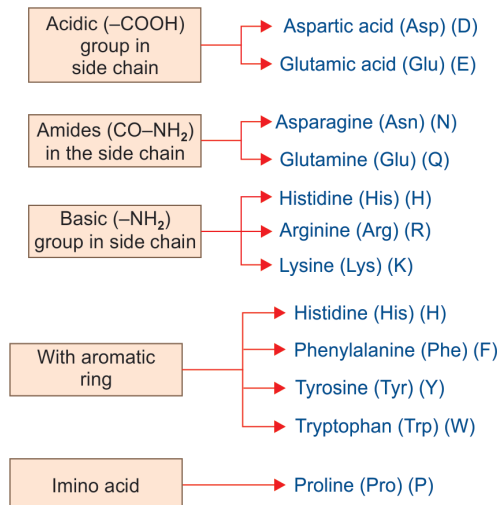 Acidic (–COOH)
group in
side chain
Aspartic acid (Asp) (D)
Glutamic acid (Glu) (E)
Amides (CO–NH₂)
in the side chain
Asparagine (Asn) (N)
Glutamine (Glu) (Q)
Basic (–NH₂)
group in side chain
Histidine (His) (H)
Arginine (Arg) (R)
Lysine (Lys) (K)
With aromatic
ring
Histidine (His) (H)
Phenylalanine (Phe) (F)
Tyrosine (Tyr) (Y)
Tryptophan (Trp) (W)
Imino acid
Proline (Pro) (P)